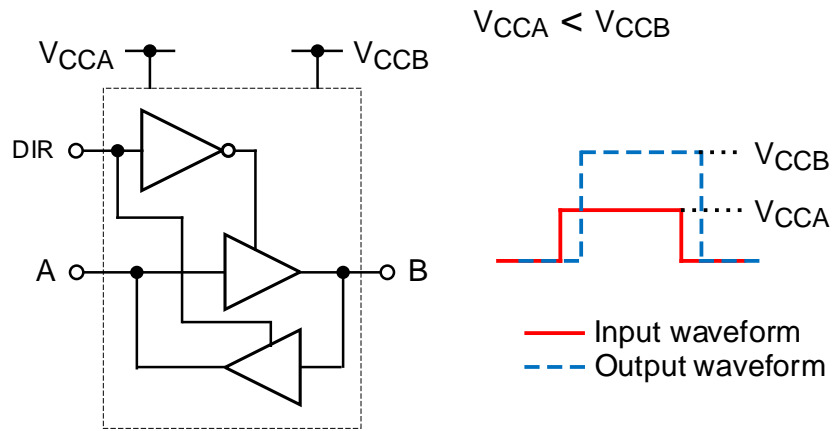 VCCA < VCCB
VCCA
VCCB
DIR
A
B
VCCB
VCCA
Input waveform
Output waveform